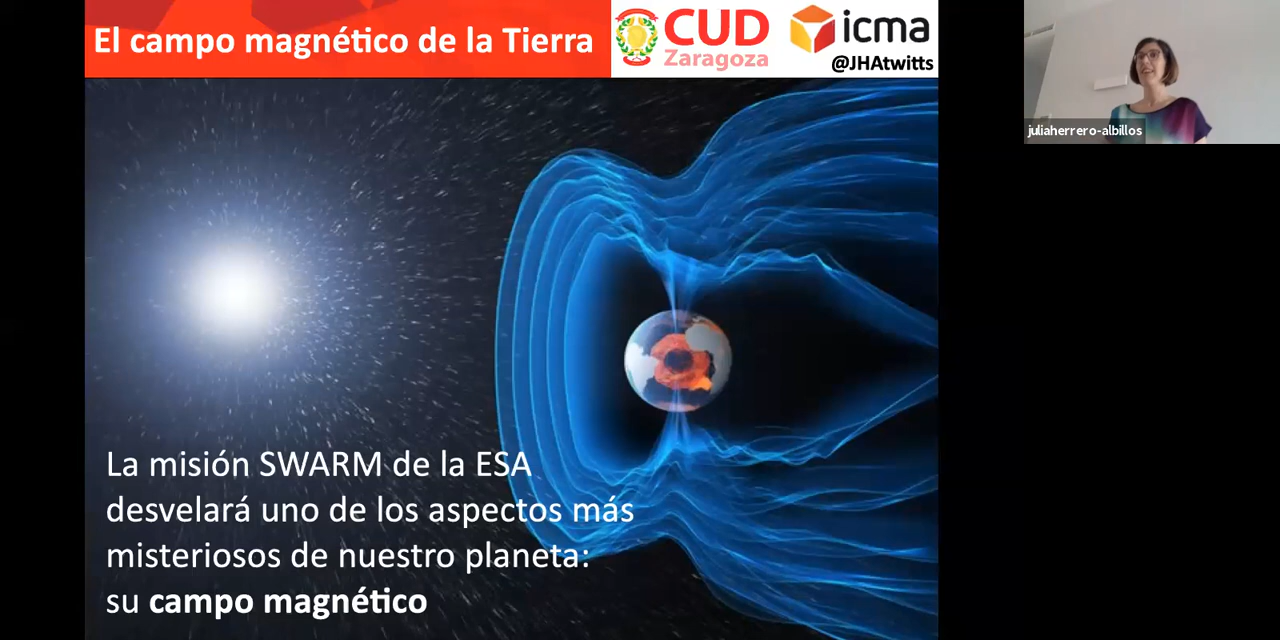 El campo magnético de la Tierra
CUD
Zaragoza
icma
@JHAtwitts
juliaherrero-albillos
La misión SWARM de la ESA
desvelará uno de los aspectos más
misteriosos de nuestro planeta:
su campo magnético